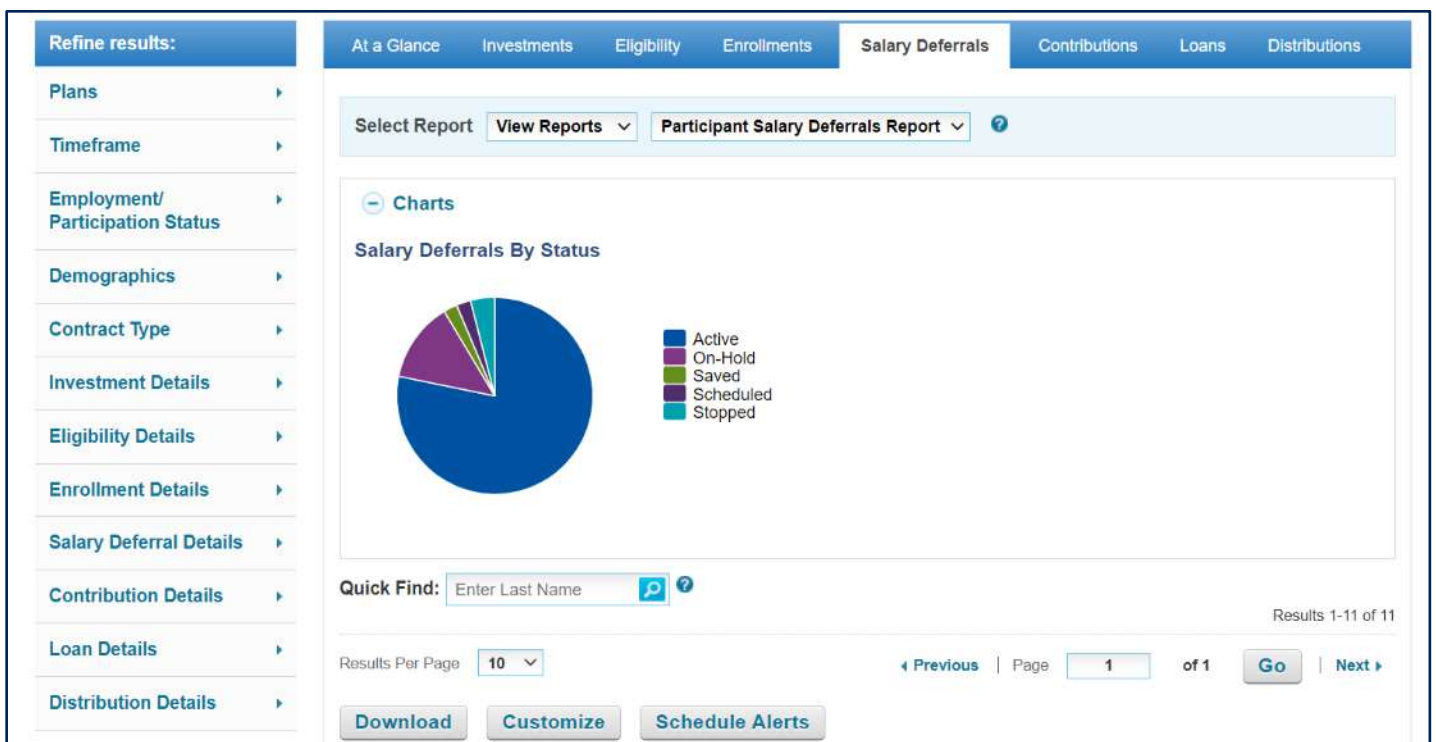 Refine results:
Plans
Timeframe
Employment/
Participation Status
Demographics
Contract Type
Investment Details
Eligibility Details
Enrollment Details
Salary Deferral Details
Contribution Details
Loan Details
Distribution Details
At a Glance Investments Eligibility Enrollments Salary Deferrals Contributions Loans Distributions
Select Report View Reports Participant Salary Deferrals Report ?
Charts
Salary Deferrals By Status
Active
On-Hold
Saved
Scheduled
Stopped
Quick Find: Enter Last Name ?
Results 1-11 of 11
Results Per Page 10 Previous | Page 1 of 1 Go | Next
Download Customize Schedule Alerts